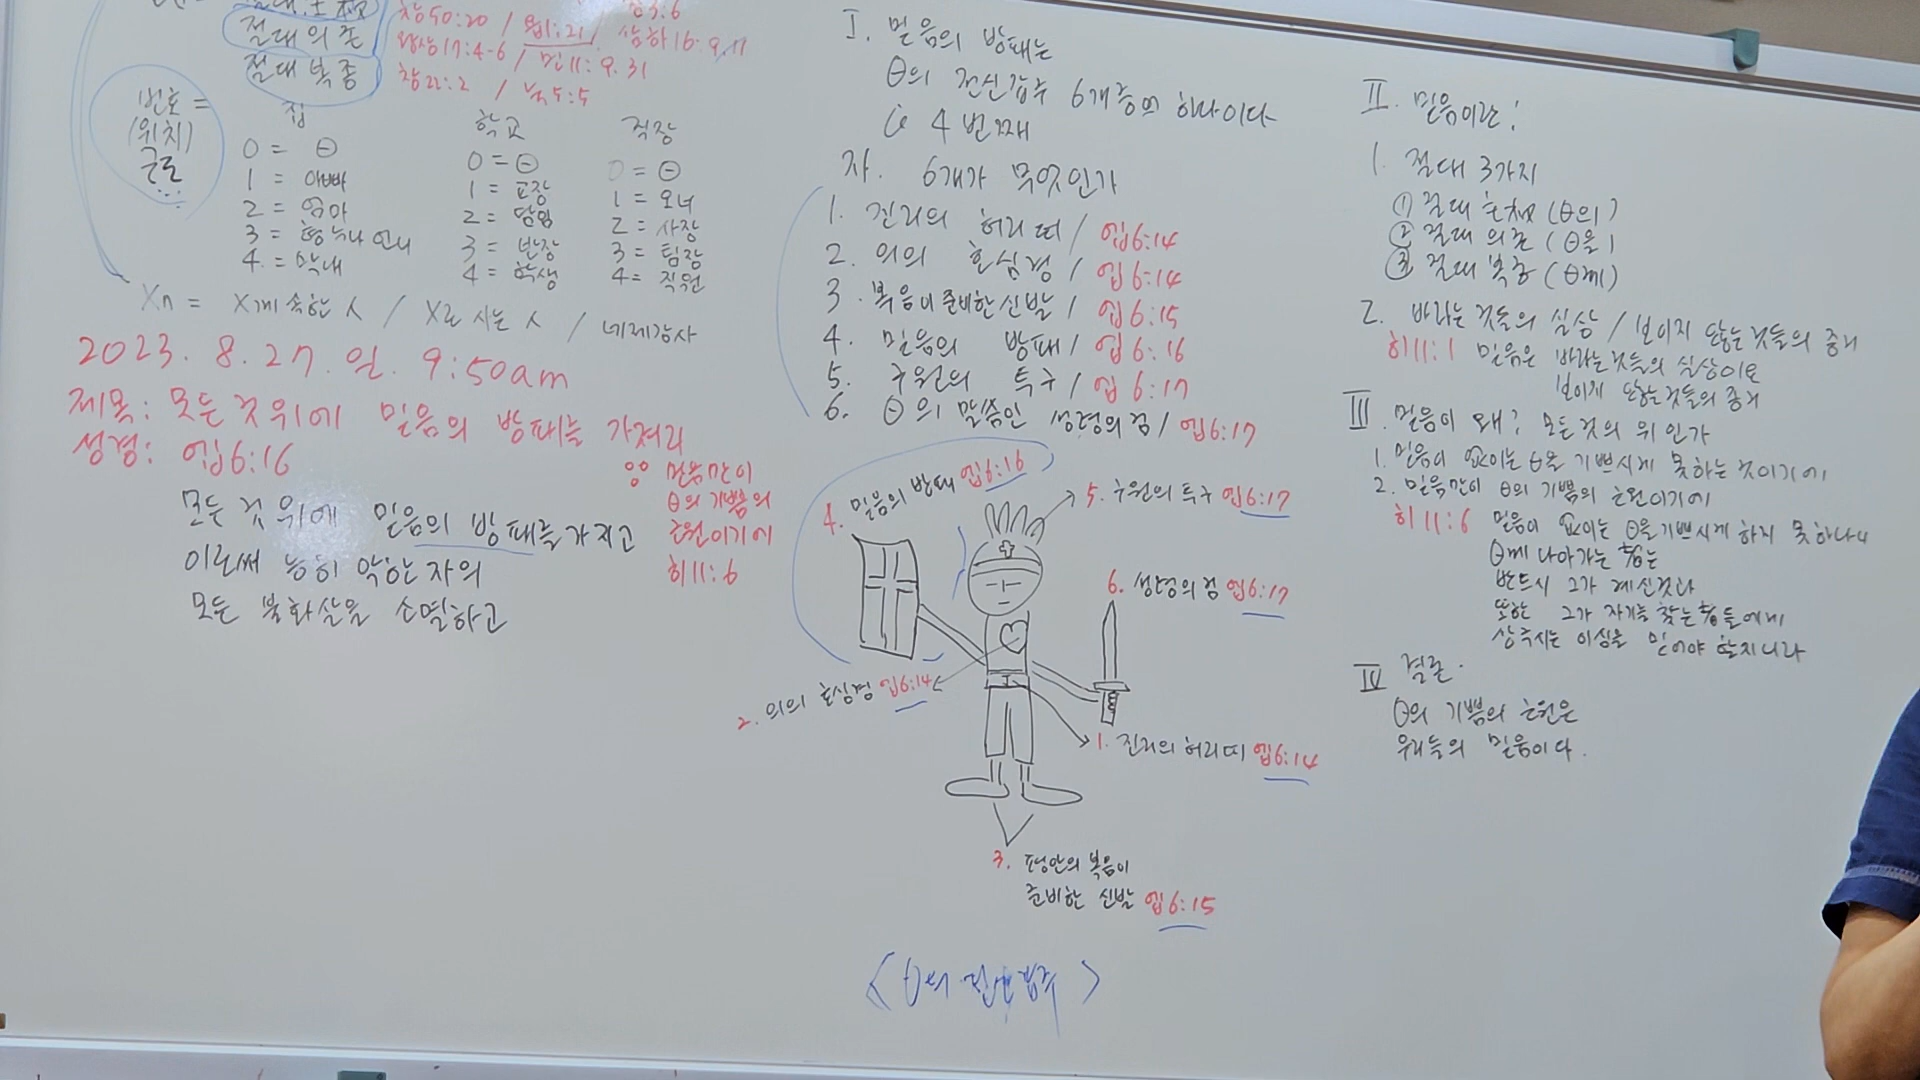 절대주권
절대의존
절대복종
창50:20 / 욥1:21 / 삼하16:9.11
왕상17:4-6 / 민11:9.31
창22:2 / 눅5:5
번호=
(위치)
구도
집
0 = Θ
1 = 아빠
2 = 엄마
3 = 형 누나 언니
4 = 막내
학교
0 = Θ
1 = 교장
2 = 담임
3 = 반장
4 = 학생
직장
0 = Θ
1 = 오너
2 = 사장
3 = 팀장
4 = 직원
Xn = X께 속한 人 / X로 사는 人 / 네제감사
2023. 8. 27. 일. 9:50am
제목: 모든 것 위에 믿음의 방패를 가져라
성경: 엡6:16
모든 것 위에 믿음의 방패를 가지고
이로써 능히 악한 자의
모든 불화살을 소멸하고
믿음만이
Θ의 기쁨의
근원이기에
히11:6
I. 믿음의 방패는
Θ의 전신갑주 6개중의 하나이다
4번째
자. 6개가 무엇인가
1. 진리의 허리띠 / 엡6:14
2. 의의 호심경 / 엡6:14
3. 복음이 준비한 신발 / 엡6:15
4. 믿음의 방패 / 엡6:16
5. 구원의 투구 / 엡6:17
6. Θ의 말씀인 성령의 검 / 엡6:17
4. 믿음의 방패 엡6:16
5. 구원의 투구 엡6:17
6. 성령의 검 엡6:17
2. 의의 호심경 엡6:14
1. 진리의 허리띠 엡6:14
3. 평안의 복음이
준비한 신발 엡6:15
<Θ의 전신갑주>
II. 믿음이란?
1. 절대 3가지
① 절대 주권 (Θ의)
② 절대 의존 (Θ을)
③ 절대 복종 (Θ께)
2. 바라는 것들의 실상 / 보이지 않는 것들의 증거
히11:1 믿음은 바라는 것들의 실상이요
보이지 않는 것들의 증거
III. 믿음이 왜? 모든것의 위 인가
1. 믿음이 없이는 Θ을 기쁘시게 못하는 것이기에
2. 믿음만이 Θ의 기쁨의 근원이기에
히11:6 믿음이 없이는 Θ을 기쁘시게 하지 못하나니
Θ께 나아가는 者는
반드시 그가 계신것과
또한 그가 자기를 찾는 者들에게
상주시는 이심을 믿어야 할지니라
IV 결론.
Θ의 기쁨의 근원은
우리들의 믿음이다.